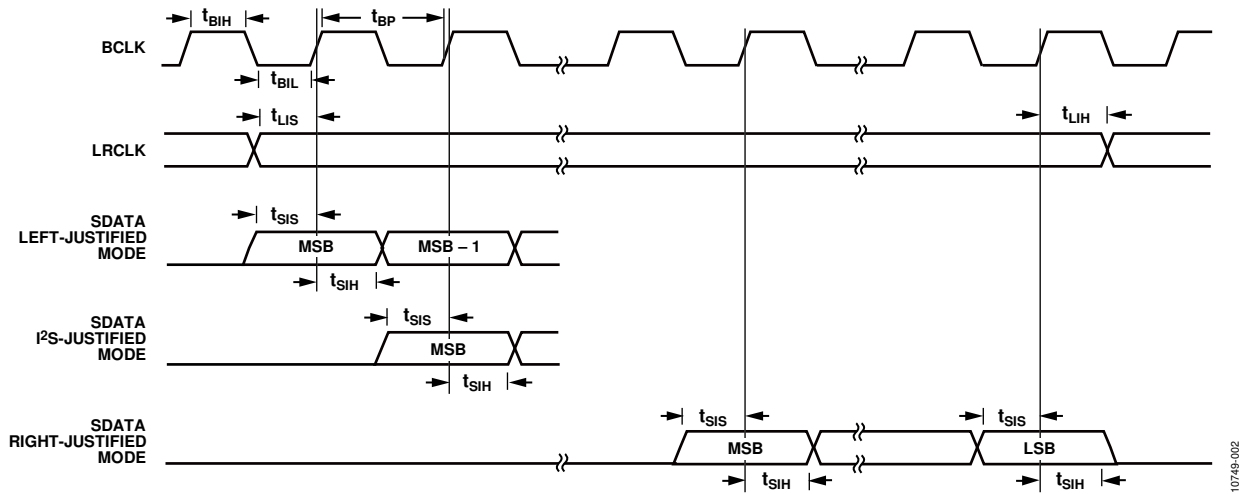 tBIH
tBP
BCLK
tBIL
tLIS
tLIH
LRCLK
SDATA
LEFT-JUSTIFIED
MODE
tSIS
MSB
MSB – 1
tSIH
SDATA
I²S-JUSTIFIED
MODE
tSIS
MSB
tSIH
SDATA
RIGHT-JUSTIFIED
MODE
tSIS
tSIS
MSB
LSB
tSIH
tSIH
10749-002